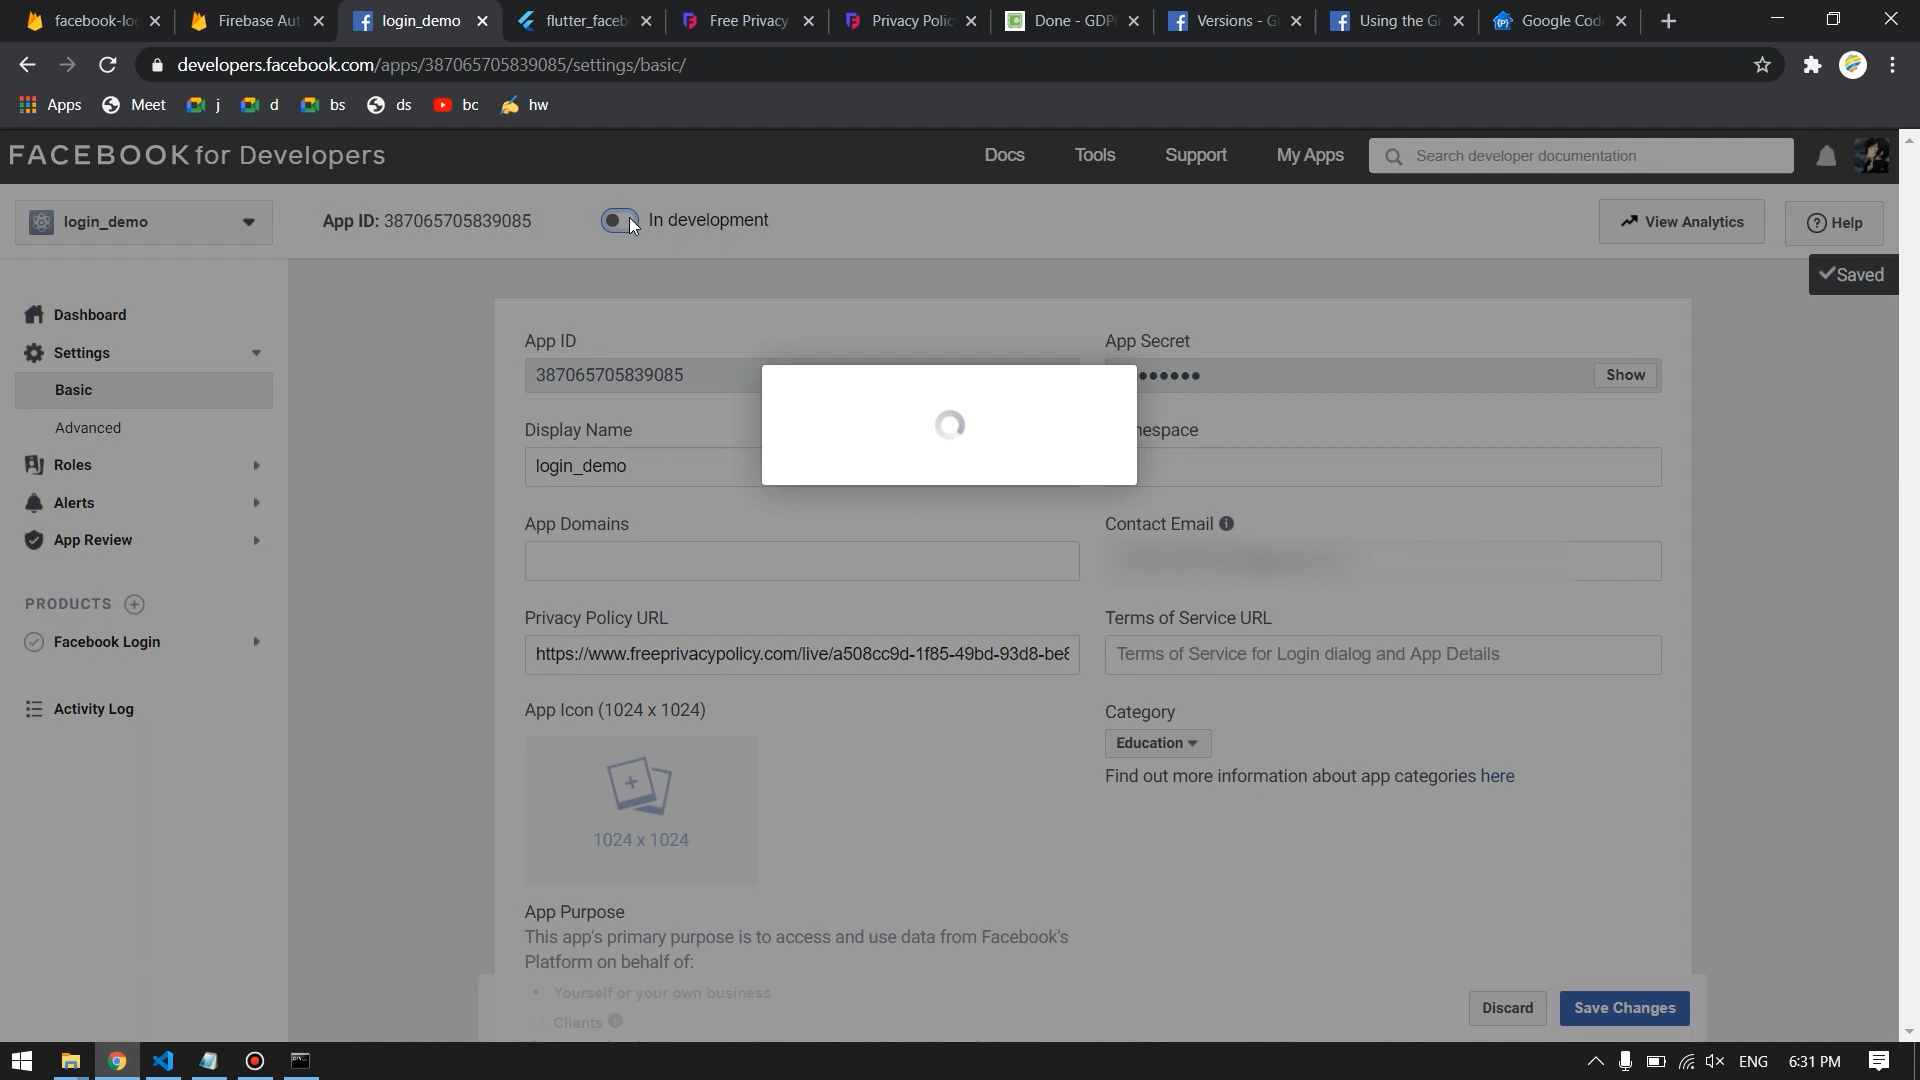 facebook-lo
Firebase Aut
login_demo
flutter_faceb
Free Privacy
Privacy Polic
Done - GDP
Versions - G
Using the Gr
Google Cod
developers.facebook.com/apps/387065705839085/settings/basic/
Apps
Meet
j
d
bs
ds
bc
hw
FACEBOOK for Developers
Docs
Tools
Support
My Apps
Search developer documentation
login_demo
App ID: 387065705839085
In development
View Analytics
Help
Saved
Dashboard
Settings
Basic
Advanced
Roles
Alerts
App Review
PRODUCTS
Facebook Login
Activity Log
App ID
387065705839085
App Secret
Show
Display Name
login_demo
espace
App Domains
Contact Email
Privacy Policy URL
https://www.freeprivacypolicy.com/live/a508cc9d-1f85-49bd-93d8-be8
Terms of Service URL
Terms of Service for Login dialog and App Details
App Icon (1024 x 1024)
1024 x 1024
Category
Education
Find out more information about app categories here
App Purpose
This app's primary purpose is to access and use data from Facebook's
Platform on behalf of:
Yourself or your own business
Clients
Discard
Save Changes
ENG
6:31 PM